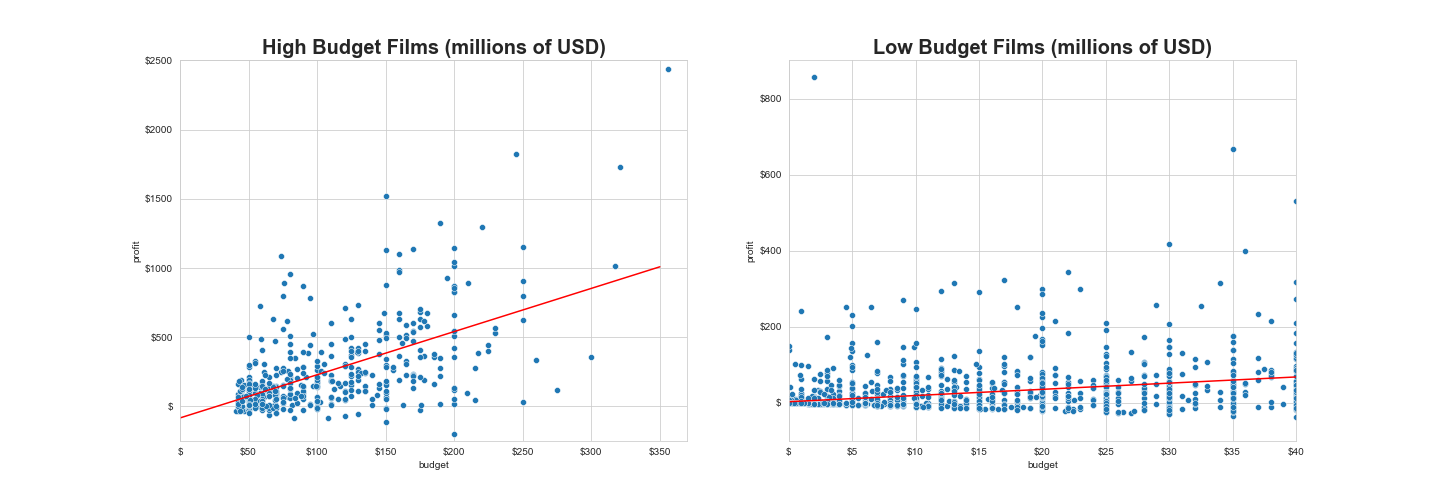 High Budget Films (millions of USD)
$2500
$2000
$1500
$1000
$500
$
profit
$ $50 $100 $150 $200 $250 $300 $350
budget
Low Budget Films (millions of USD)
$800
$600
$400
$200
$
profit
$ $5 $10 $15 $20 $25 $30 $35 $40
budget